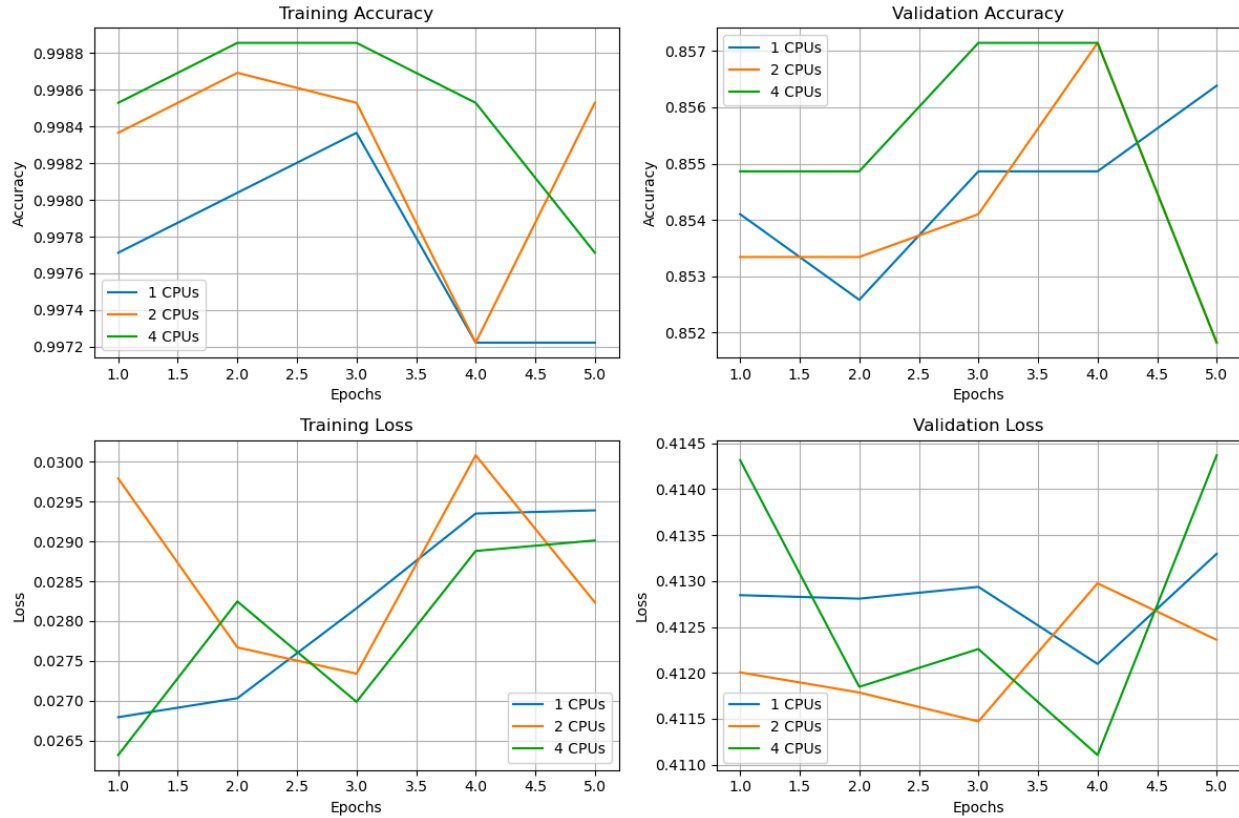 Training Accuracy
Accuracy
0.9988
0.9986
0.9984
0.9982
0.9980
0.9978
0.9976
0.9974
0.9972
1 CPUs
2 CPUs
4 CPUs
1.0 1.5 2.0 2.5 3.0 3.5 4.0 4.5 5.0
Epochs
Validation Accuracy
Accuracy
0.857
0.856
0.855
0.854
0.853
0.852
1 CPUs
2 CPUs
4 CPUs
1.0 1.5 2.0 2.5 3.0 3.5 4.0 4.5 5.0
Epochs
Training Loss
Loss
0.0300
0.0295
0.0290
0.0285
0.0280
0.0275
0.0270
0.0265
1 CPUs
2 CPUs
4 CPUs
1.0 1.5 2.0 2.5 3.0 3.5 4.0 4.5 5.0
Epochs
Validation Loss
Loss
0.4145
0.4140
0.4135
0.4130
0.4125
0.4120
0.4115
0.4110
1 CPUs
2 CPUs
4 CPUs
1.0 1.5 2.0 2.5 3.0 3.5 4.0 4.5 5.0
Epochs